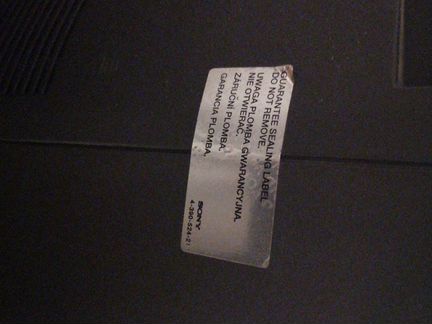 GUARANTEE SEALING LABEL
DO NOT REMOVE.
UWAGA PLOMBA GWARANCYJNA.
NIE OTWIERAĆ.
ZÁRUČNÍ PLOMBA.
GARANCIA PLOMBA.
SONY
4-390-524-21